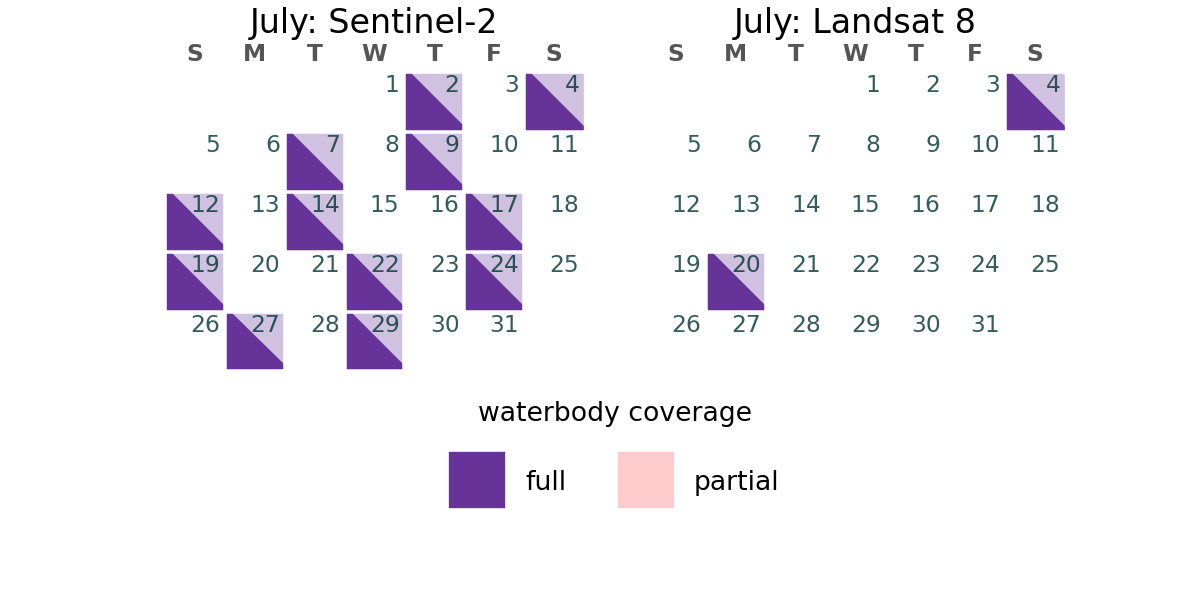 July: Sentinel-2
S M T W T F S
1 2 3 4
5 6 7 8 9 10 11
12 13 14 15 16 17 18
19 20 21 22 23 24 25
26 27 28 29 30 31
July: Landsat 8
S M T W T F S
1 2 3 4
5 6 7 8 9 10 11
12 13 14 15 16 17 18
19 20 21 22 23 24 25
26 27 28 29 30 31
waterbody coverage
full partial